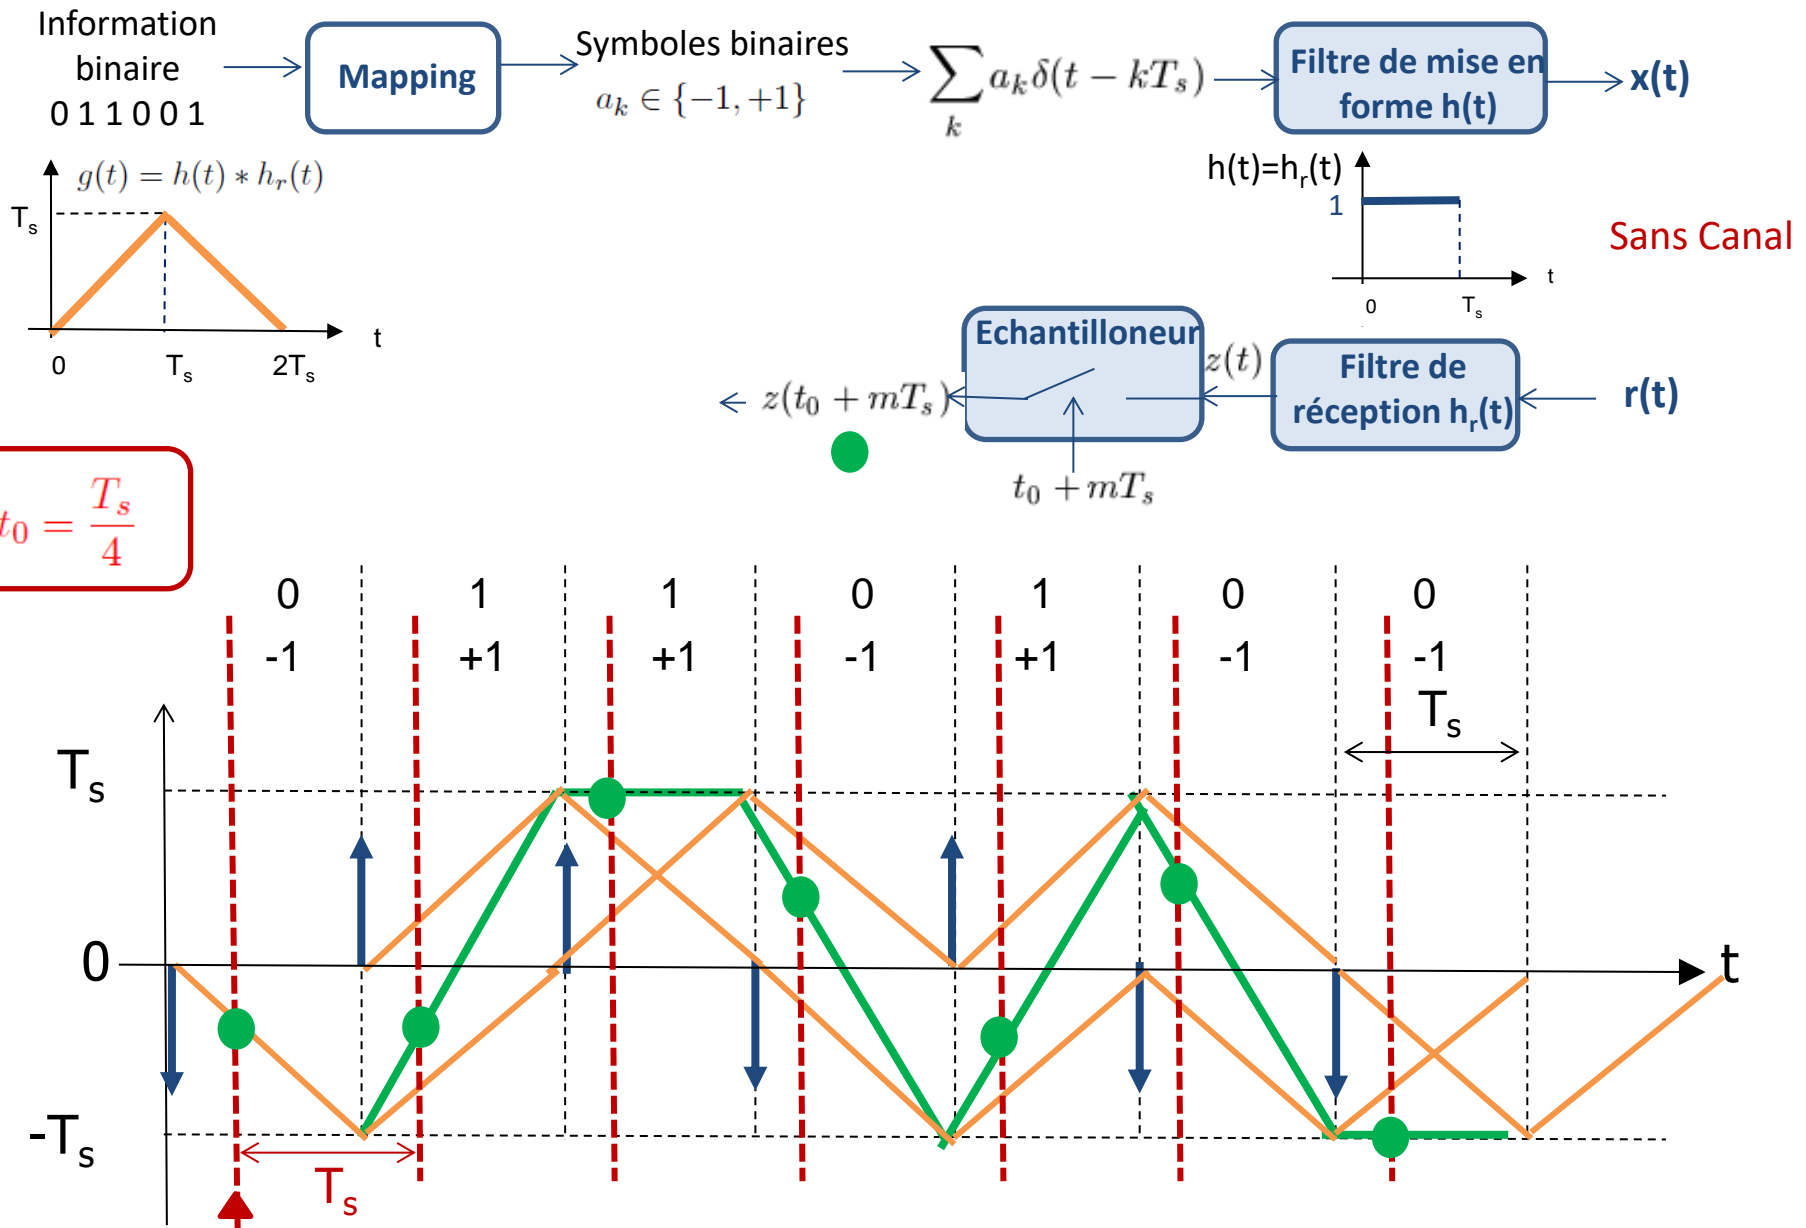 Information
binaire
0 1 1 0 0 1
Mapping
Symboles binaires
a_k ∈ {−1, +1}
∑_k a_k δ(t − kT_s)
Filtre de mise en
forme h(t)
x(t)
g(t) = h(t) ∗ h_r(t)
T_s
0 T_s 2T_s
t
h(t)=h_r(t)
1
0 T_s
t
Sans Canal
Echantilloneur
z(t)
Filtre de
réception h_r(t)
r(t)
z(t_0 + mT_s)
t_0 + mT_s
t_0 = T_s/4
0 1 1 0 1 0 0
-1 +1 +1 -1 +1 -1 -1
T_s
T_s
0
t
-T_s
T_s